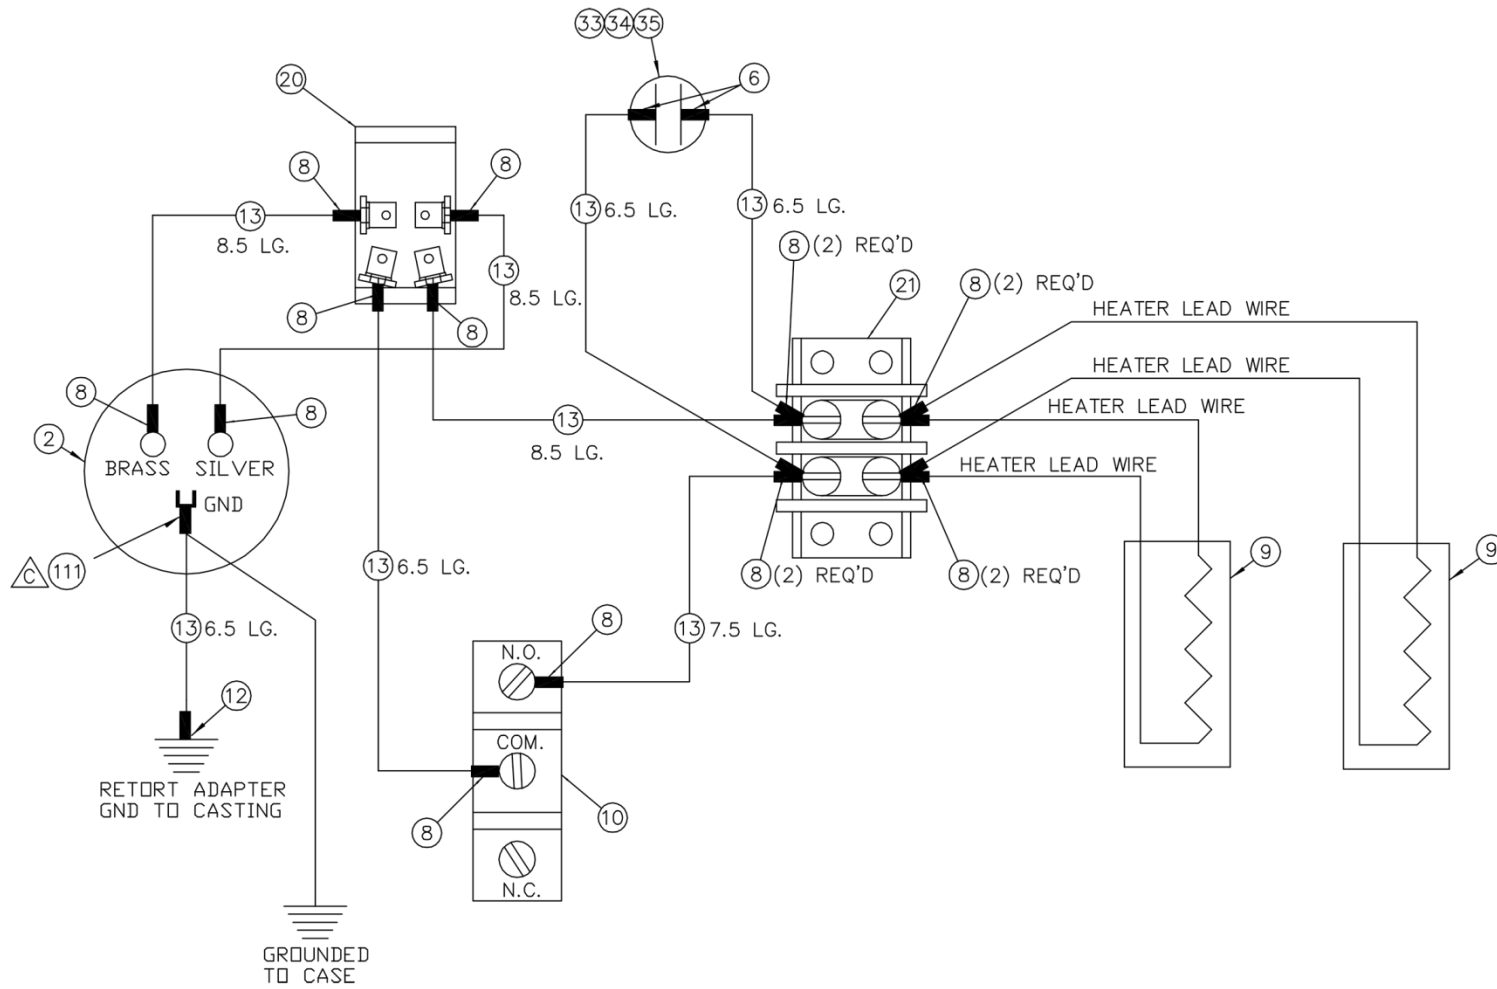 33 34 35
20
6
8
8
13
8.5 LG.
13 6.5 LG.
13 6.5 LG.
13
8.5 LG.
8 (2) REQ'D
8
8
21
8 (2) REQ'D
HEATER LEAD WIRE
HEATER LEAD WIRE
HEATER LEAD WIRE
HEATER LEAD WIRE
8
8
2
BRASS SILVER
GND
C 111
13
8.5 LG.
13 6.5 LG.
8 (2) REQ'D
8 (2) REQ'D
9
9
13 6.5 LG.
8
13 7.5 LG.
N.O.
12
COM.
RETORT ADAPTER
GND TO CASTING
8
10
N.C.
GROUNDED
TO CASE